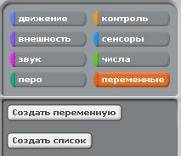 движение контроль
внешность сенсоры
звук числа
перо переменные
Создать переменную
Создать список